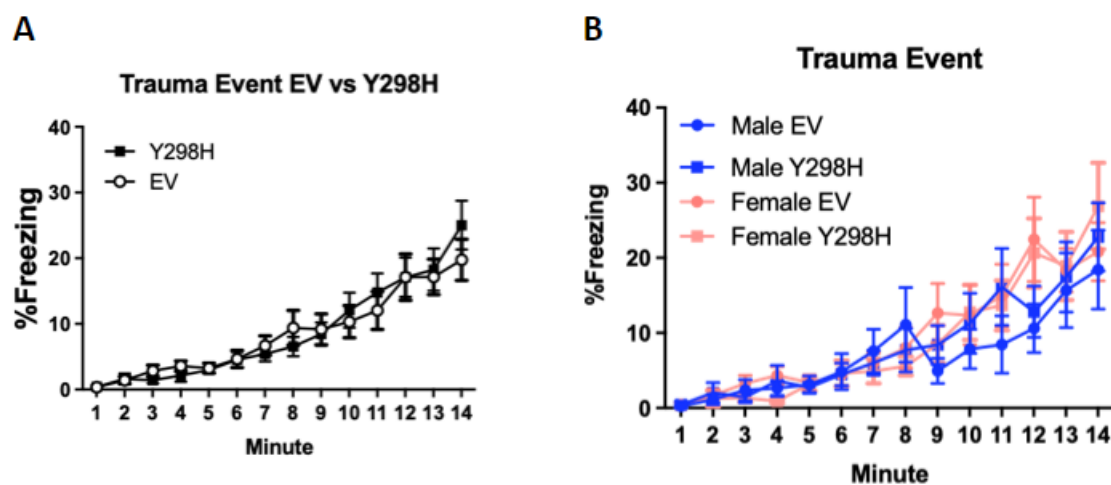 A
Trauma Event EV vs Y298H
40
30
20
10
0
%Freezing
Y298H
EV
1 2 3 4 5 6 7 8 9 10 11 12 13 14
Minute
B
Trauma Event
40
30
20
10
0
%Freezing
Male EV
Male Y298H
Female EV
Female Y298H
1 2 3 4 5 6 7 8 9 10 11 12 13 14
Minute